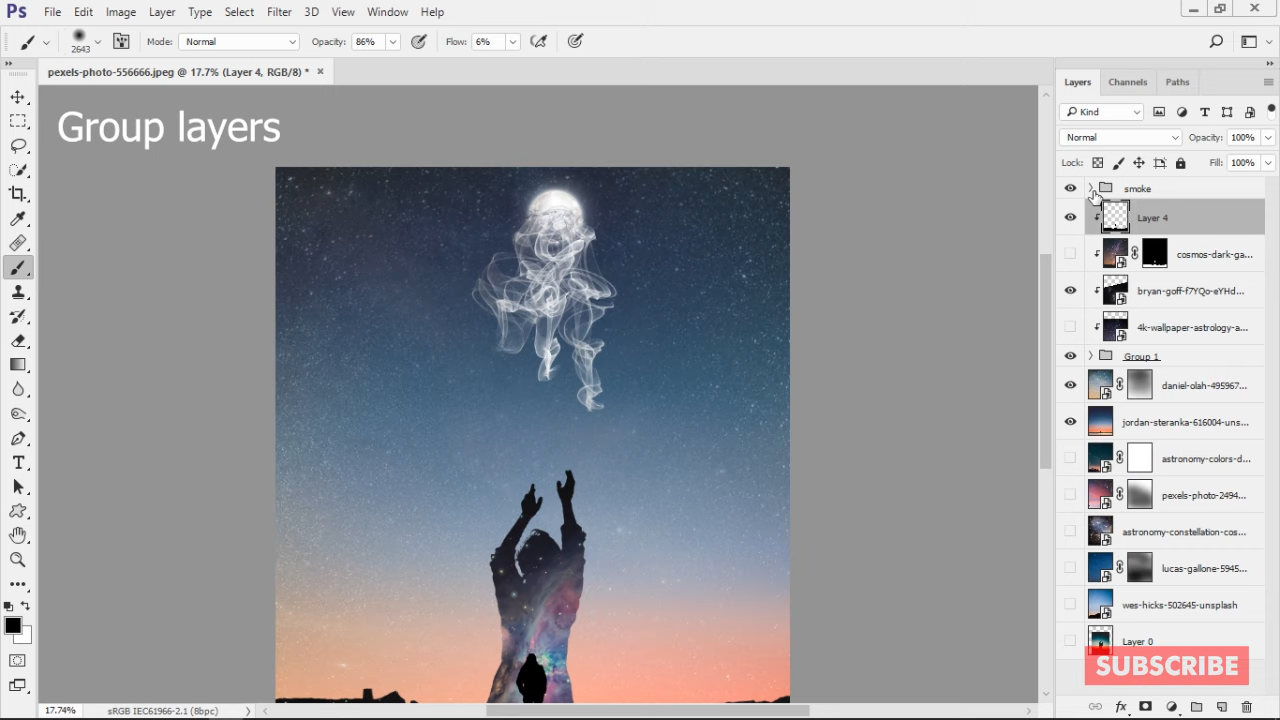 Ps File Edit Image Layer Type Select Filter 3D View Window Help
2643 Mode: Normal Opacity: 86% Flow: 6%
pexels-photo-556666.jpeg @ 17.7% (Layer 4, RGB/8) * ×
Group layers
Layers Channels Paths
Kind
Normal Opacity: 100%
Lock: Fill: 100%
smoke
Layer 4
cosmos-dark-ga...
bryan-goff-f7YQo-eYHd...
4k-wallpaper-astrology-a...
Group 1
daniel-olah-495967...
jordan-steranka-616004-uns...
astronomy-colors-d...
pexels-photo-2494...
astronomy-constellation-cos...
lucas-gallone-5945...
wes-hicks-502645-unsplash
Layer 0
SUBSCRIBE
17.74% sRGB IEC61966-2.1 (8bpc)